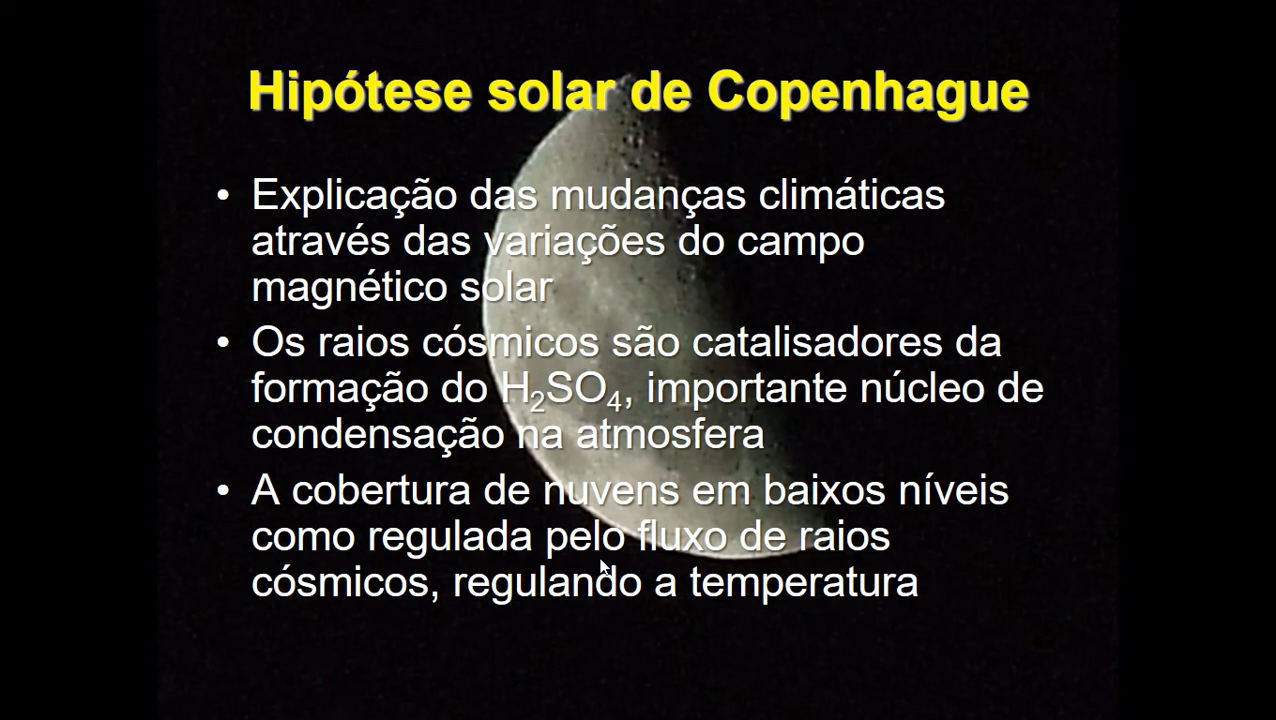 Hipótese solar de Copenhague
• Explicação das mudanças climáticas
através das variações do campo
magnético solar
• Os raios cósmicos são catalisadores da
formação do H₂SO₄, importante núcleo de
condensação na atmosfera
• A cobertura de nuvens em baixos níveis
como regulada pelo fluxo de raios
cósmicos, regulando a temperatura